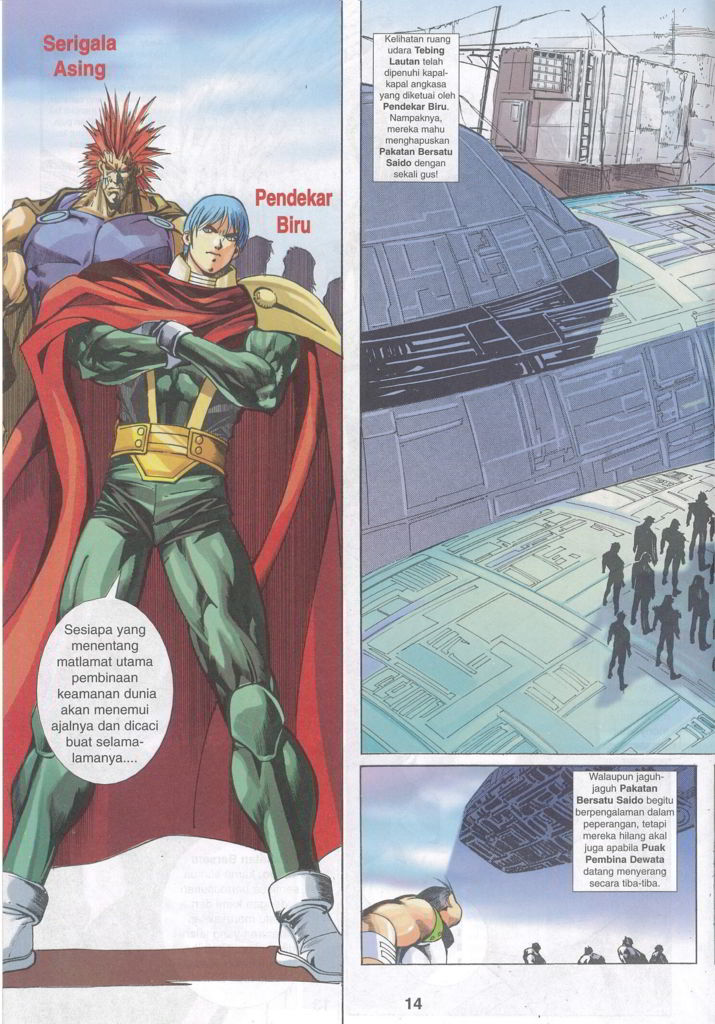 Serigala
Asing
Pendekar
Biru
Sesiapa yang
menentang
matlamat utama
pembinaan
keamanan dunia
akan menemui
ajalnya dan dicaci
buat selama-
lamanya....
Kelihatan ruang
udara Tebing
Lautan telah
dipenuhi kapal-
kapal angkasa
yang diketuai oleh
Pendekar Biru.
Nampaknya,
mereka mahu
menghapuskan
Pakatan Bersatu
Saido dengan
sekali gus!
Walaupun jaguh-
jaguh Pakatan
Bersatu Saido begitu
berpengalaman dalam
peperangan, tetapi
mereka hilang akal
juga apabila Puak
Pembina Dewata
datang menyerang
secara tiba-tiba.
14